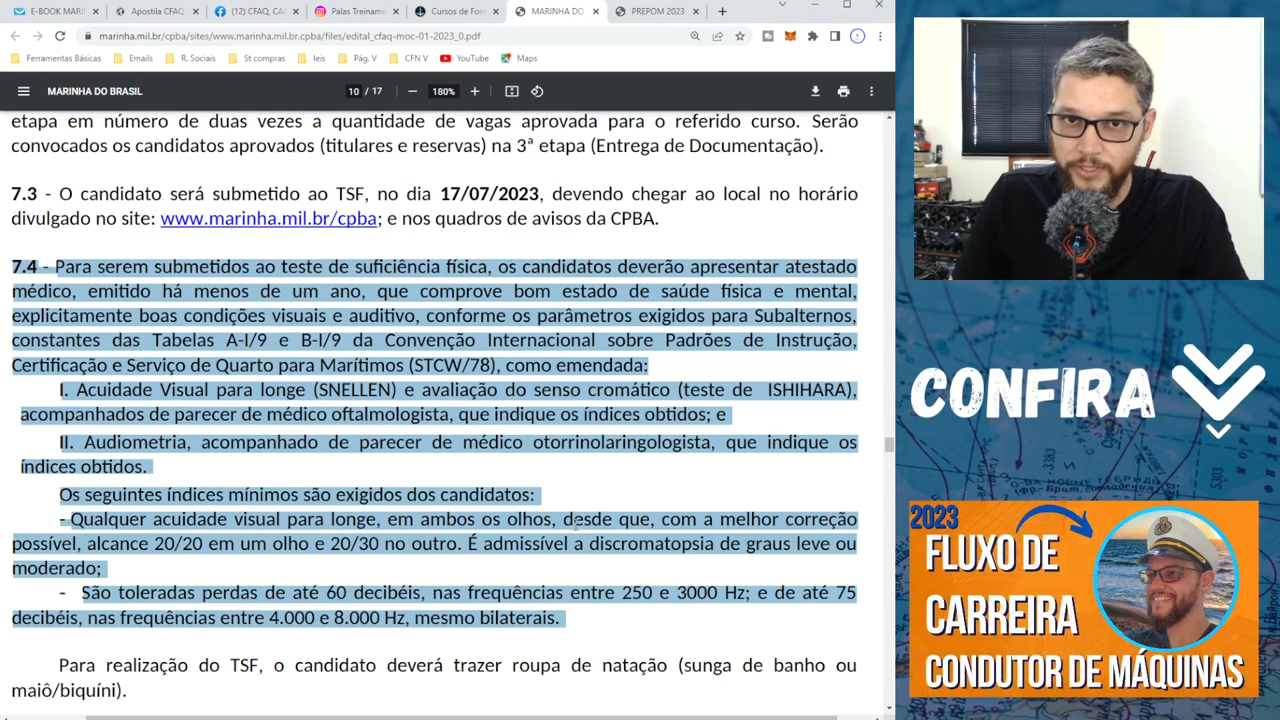 E-BOOK MARI
Apostila CFAQ
(12) CFAQ, CAA
Palas Treiname
Cursos de Form
MARINHA DO
PREPOM 2023
marinha.mil.br/cpba/sites/www.marinha.mil.br.cpba/files/edital_cfaq-moc-01-2023_0.pdf
Ferramentas Básicas
Emails
R. Sociais
St compras
leis
Pág. V
CFN V
YouTube
Maps
MARINHA DO BRASIL
10 / 17
180%
etapa em número de duas vezes a quantidade de vagas aprovada para o referido curso. Serão
convocados os candidatos aprovados (titulares e reservas) na 3ª etapa (Entrega de Documentação).
7.3 - O candidato será submetido ao TSF, no dia 17/07/2023, devendo chegar ao local no horário
divulgado no site: www.marinha.mil.br/cpba; e nos quadros de avisos da CPBA.
7.4 - Para serem submetidos ao teste de suficiência física, os candidatos deverão apresentar atestado
médico, emitido há menos de um ano, que comprove bom estado de saúde física e mental,
explicitamente boas condições visuais e auditivo, conforme os parâmetros exigidos para Subalternos,
constantes das Tabelas A-I/9 e B-I/9 da Convenção Internacional sobre Padrões de Instrução,
Certificação e Serviço de Quarto para Marítimos (STCW/78), como emendada:
I. Acuidade Visual para longe (SNELLEN) e avaliação do senso cromático (teste de ISHIHARA),
acompanhados de parecer de médico oftalmologista, que indique os índices obtidos; e
II. Audiometria, acompanhado de parecer de médico otorrinolaringologista, que indique os
índices obtidos.
Os seguintes índices mínimos são exigidos aos candidatos:
- Qualquer acuidade visual para longe, em ambos os olhos, desde que, com a melhor correção
possível, alcance 20/20 em um olho e 20/30 no outro. É admissível a discromatopsia de graus leve ou
moderado;
- São toleradas perdas de até 60 decibéis, nas frequências entre 250 e 3000 Hz; e de até 75
decibéis, nas frequências entre 4.000 e 8.000 Hz, mesmo bilaterais.
Para realização do TSF, o candidato deverá trazer roupa de natação (sunga de banho ou
maiô/biquíni).
CONFIRA
2023
FLUXO DE
CARREIRA
CONDUTOR DE MÁQUINAS